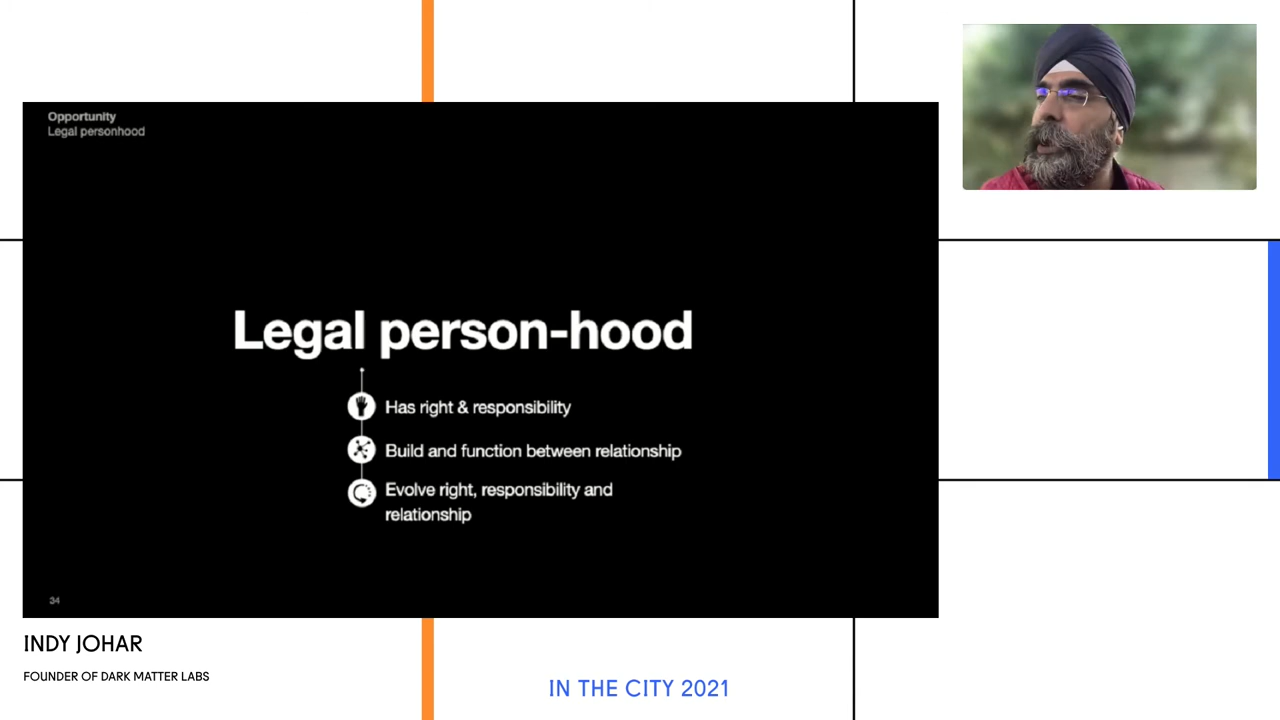 Opportunity
Legal personhood
Legal person-hood
Has right & responsibility
Build and function between relationship
Evolve right, responsibility and
relationship
34
INDY JOHAR
FOUNDER OF DARK MATTER LABS
IN THE CITY 2021